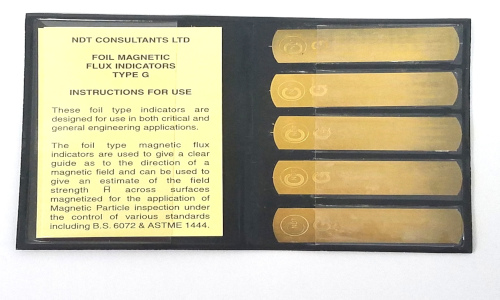 NDT CONSULTANTS LTD
FOIL MAGNETIC
FLUX INDICATORS
TYPE G
INSTRUCTIONS FOR USE
These foil type indicators are
designed for use in both critical and
general engineering applications.
The foil type magnetic flux
indicators are used to give a clear
guide as to the direction of a
magnetic field and can be used to
give an estimate of the field
strength H across surfaces
magnetized for the application of
Magnetic Particle inspection under
the control of various standards
including B.S. 6072 & ASTME 1444.
G
G
G
G